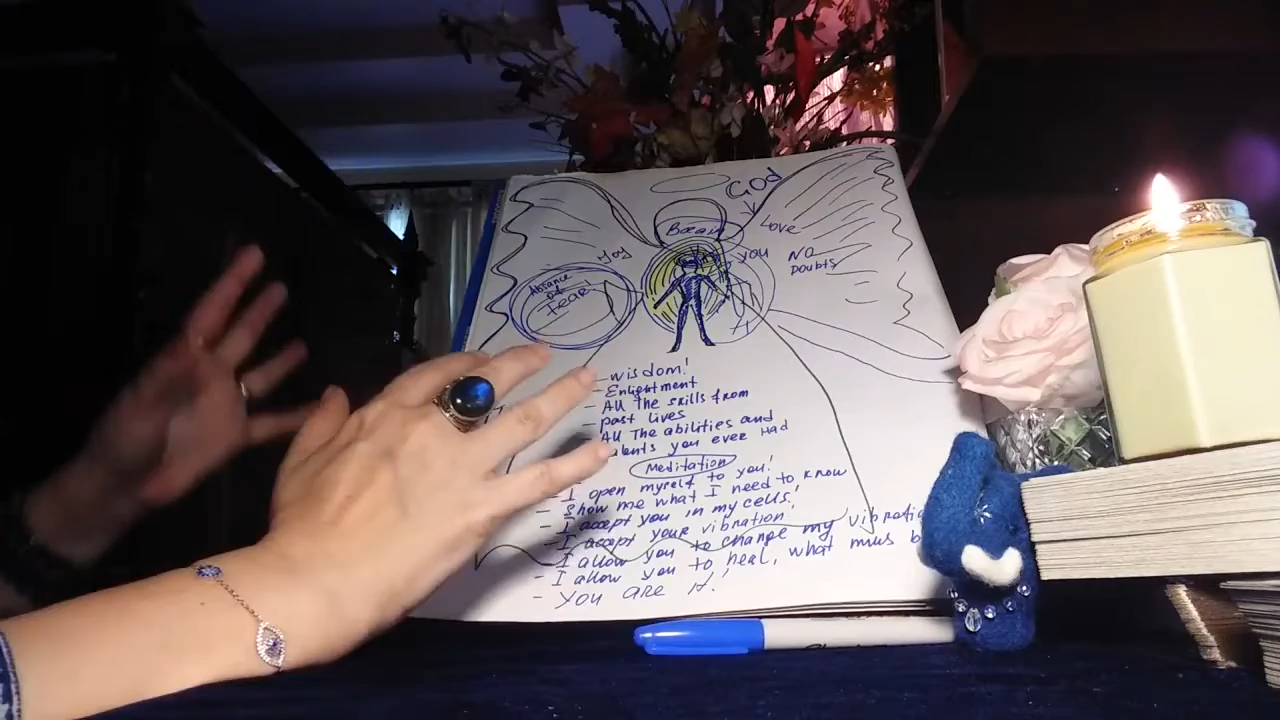 God
Brain
Love
Joy
You
No
Doubts
Absance
of
Fear
- wisdom!
- Enlightment
- All the skills from
- past lives
All The abilities and
talents you ever Had
Meditation
- I open myself to you!
- Show me what I need to know
- I accept you in my cells!
- I accept your vibration!
- I allow you to change my vibratio
- I allow you to heal, what mus b
- you are it!